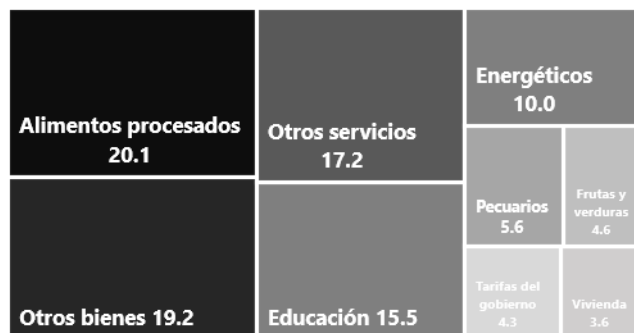 Alimentos procesados
20.1
Otros bienes 19.2
Otros servicios
17.2
Educación 15.5
Energéticos
10.0
Pecuarios
5.6
Frutas y
verduras
4.6
Tarifas del
gobierno
4.3
Vivienda
3.6